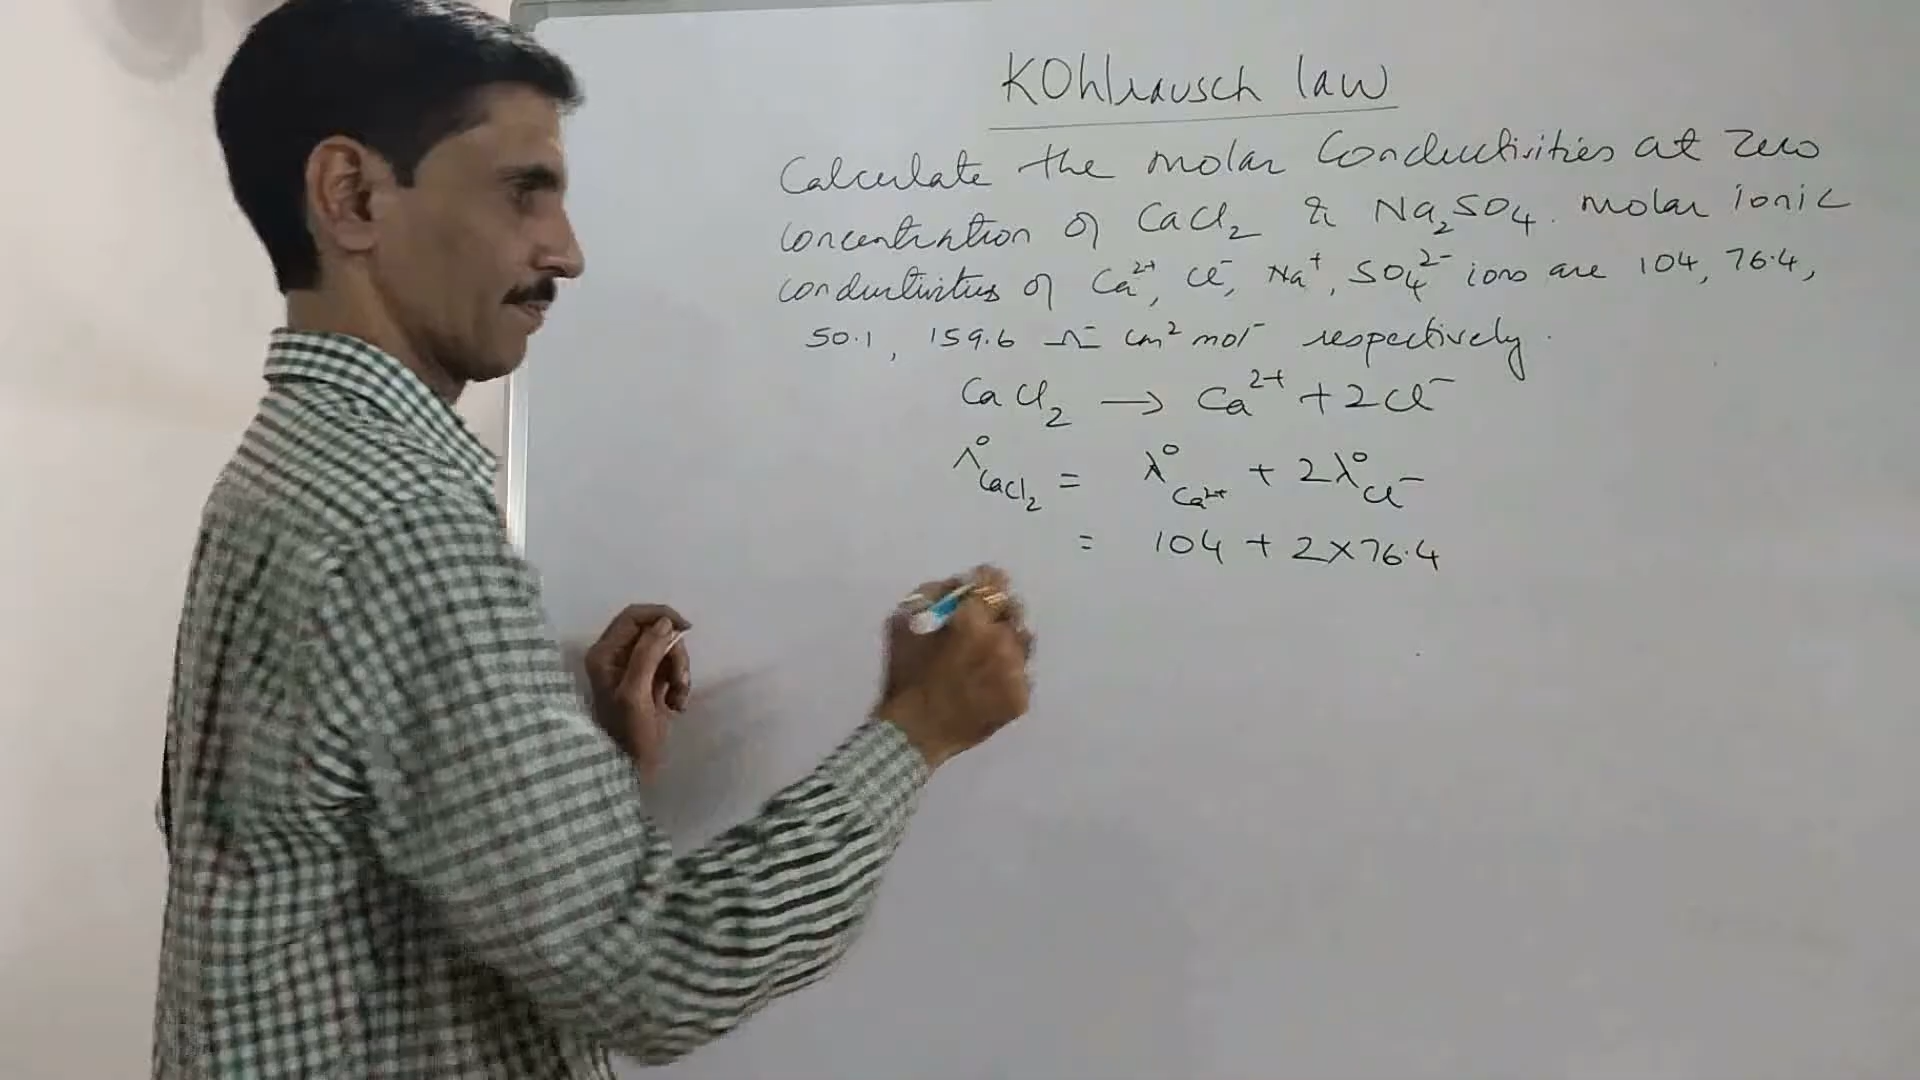 KOhlrausch law
Calculate the molar Conductivities at Zero
concentration of CaCl₂ & Na₂SO₄. Molar ionic
conductivities of Ca²⁺, Cl⁻, Na⁺, SO₄²⁻ ions are 104, 76.4,
50.1, 159.6 Ω⁻ cm² mol⁻ respectively.
CaCl₂ → Ca²⁺ + 2Cl⁻
λ°CaCl₂ = λ°Ca²⁺ + 2λ°Cl⁻
= 104 + 2×76.4